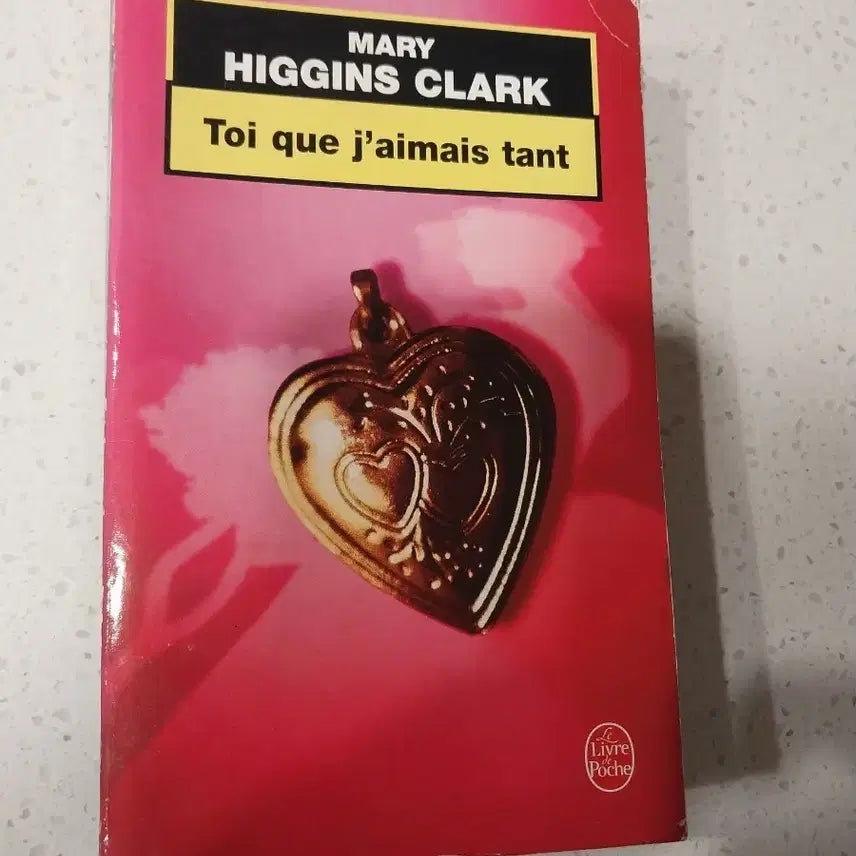 MARY
HIGGINS CLARK
Toi que j'aimais tant
Le
Livre
de
Poche